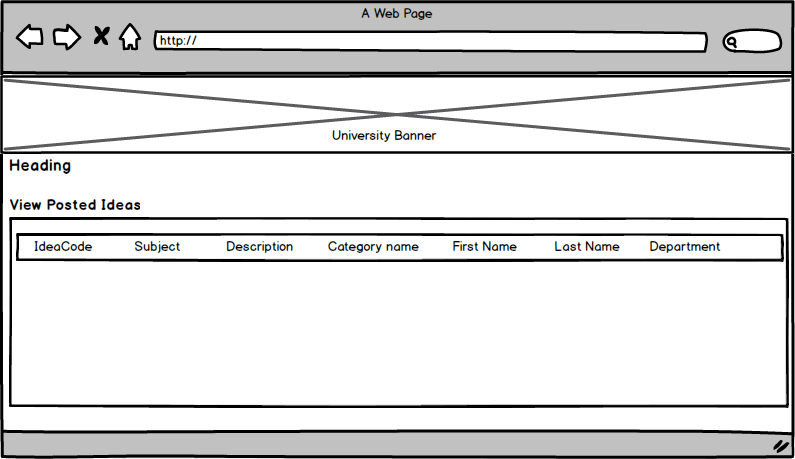 A Web Page
http://
University Banner
Heading
View Posted Ideas
IdeaCode Subject Description Category name First Name Last Name Department